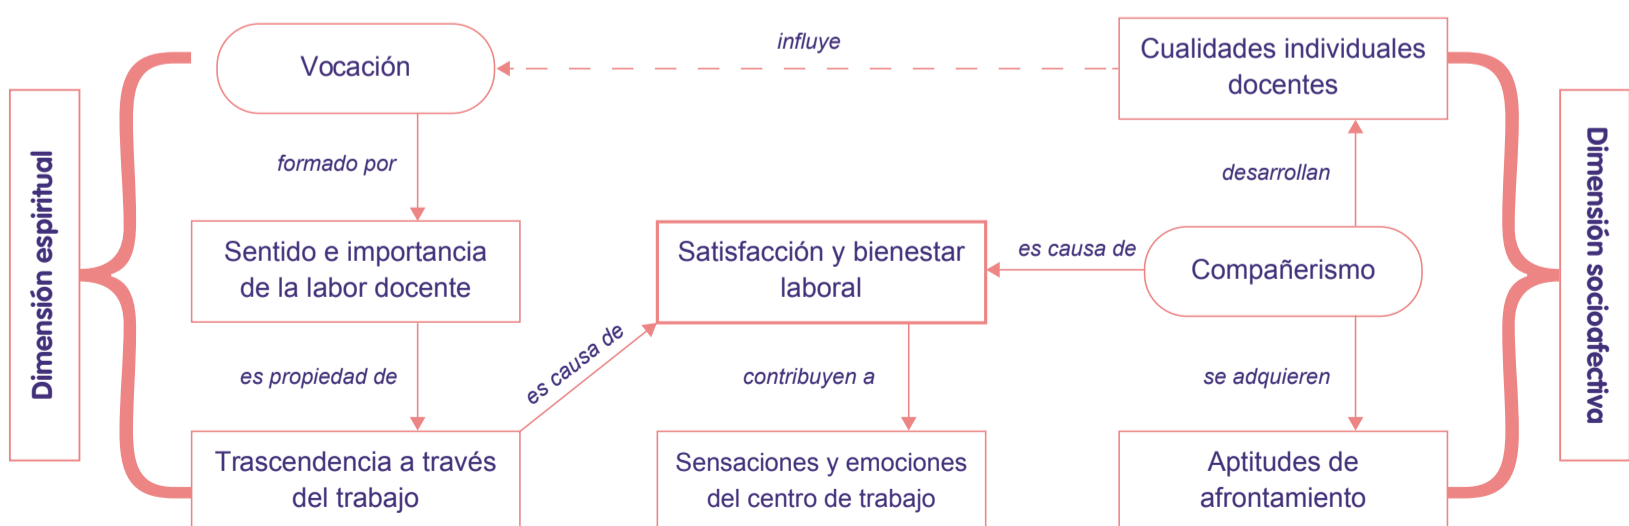 Dimensión espiritual
Vocación
influye
Cualidades individuales
docentes
formado por
desarrollan
Sentido e importancia
de la labor docente
Satisfacción y bienestar
laboral
es causa de
Compañerismo
es propiedad de
es causa de
contribuyen a
se adquieren
Trascendencia a través
del trabajo
Sensaciones y emociones
del centro de trabajo
Aptitudes de
afrontamiento
Dimensión socioafectiva